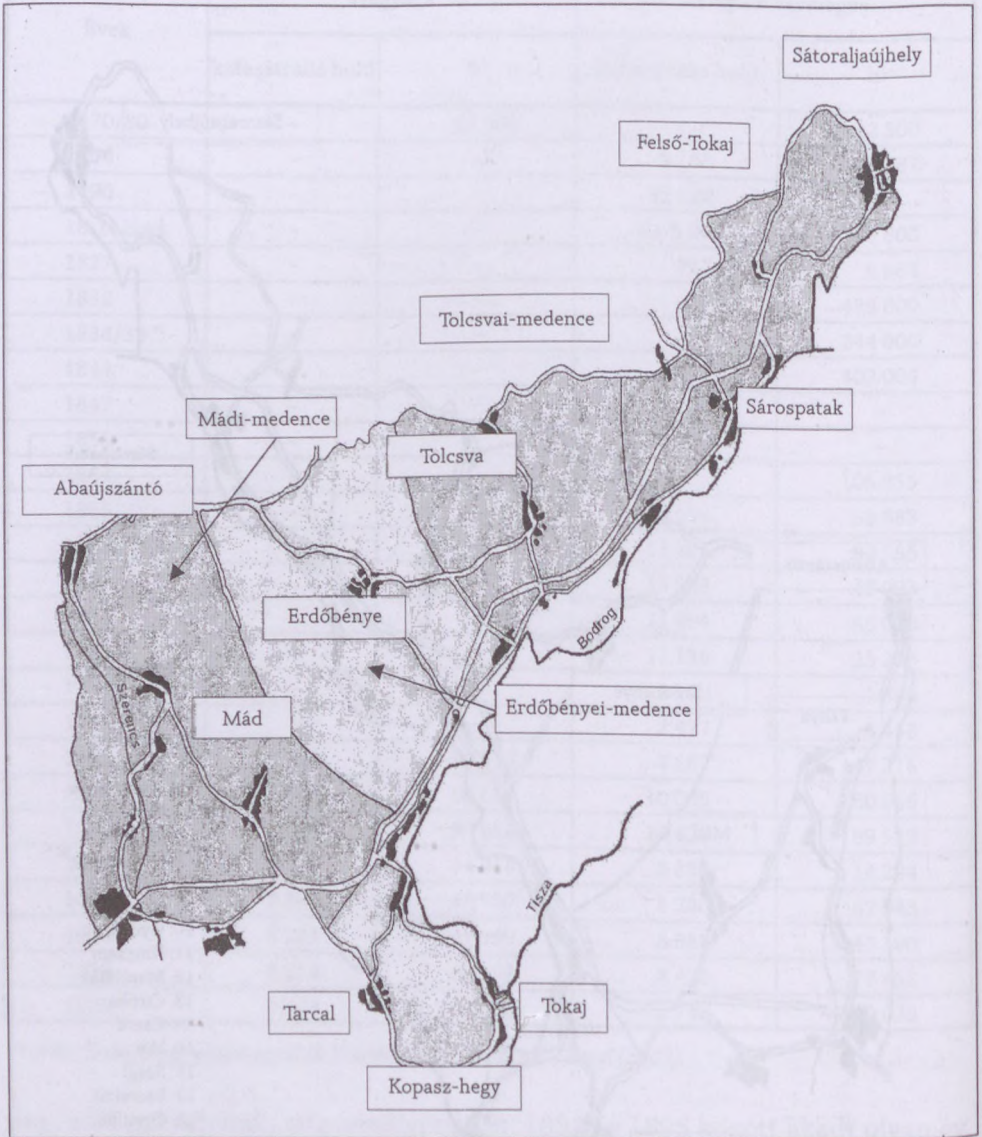 Sátoraljaújhely
Felső-Tokaj
Tolcsvai-medence
Mádi-medence
Sárospatak
Tolcsva
Abaújszántó
Erdőbénye
Bodrog
Szerencs
Mád
Erdőbényei-medence
Tisza
Tarcal
Tokaj
Kopasz-hegy